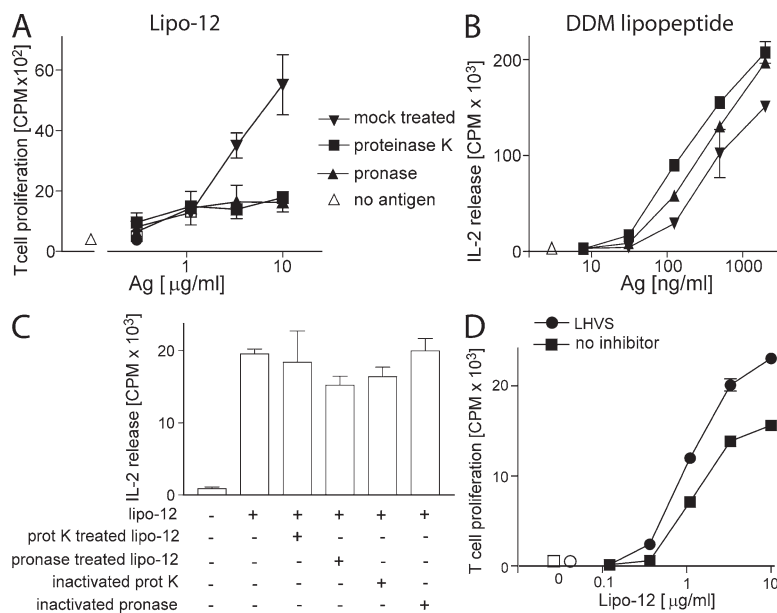 A
Lipo-12
T cell proliferation [CPM x10²]
60
40
20
0
1
10
Ag [ μg/ml]
mock treated
proteinase K
pronase
no antigen
B
DDM lipopeptide
IL-2 release [CPM x 10³]
200
100
0
10
100
1000
Ag [ng/ml]
C
IL-2 release [CPM x 10³]
20
10
0
lipo-12 - + + + + +
prot K treated lipo-12 - - + - - -
pronase treated lipo-12 - - - + - -
inactivated prot K - - - - + -
inactivated pronase - - - - - +
D
LHVS
no inhibitor
T cell proliferation [CPM x 10³]
20
10
0
0
0.1
1
10
Lipo-12 [μg/ml]